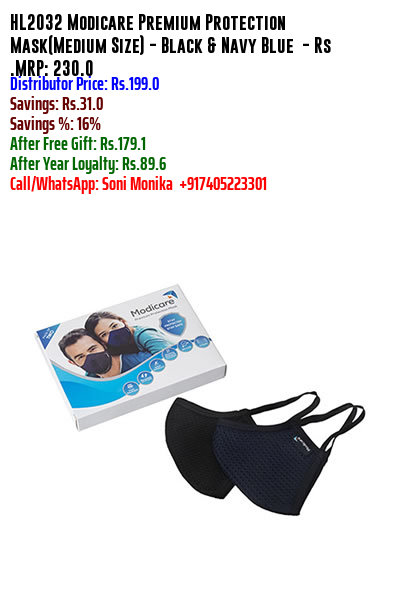 HL2032 Modicare Premium Protection
Mask(Medium Size) - Black & Navy Blue - Rs
.MRP: 230.0
Distributor Price: Rs.199.0
Savings: Rs.31.0
Savings %: 16%
After Free Gift: Rs.179.1
After Year Loyalty: Rs.89.6
Call/WhatsApp: Soni Monika +917405223301
Modicare
Modicare